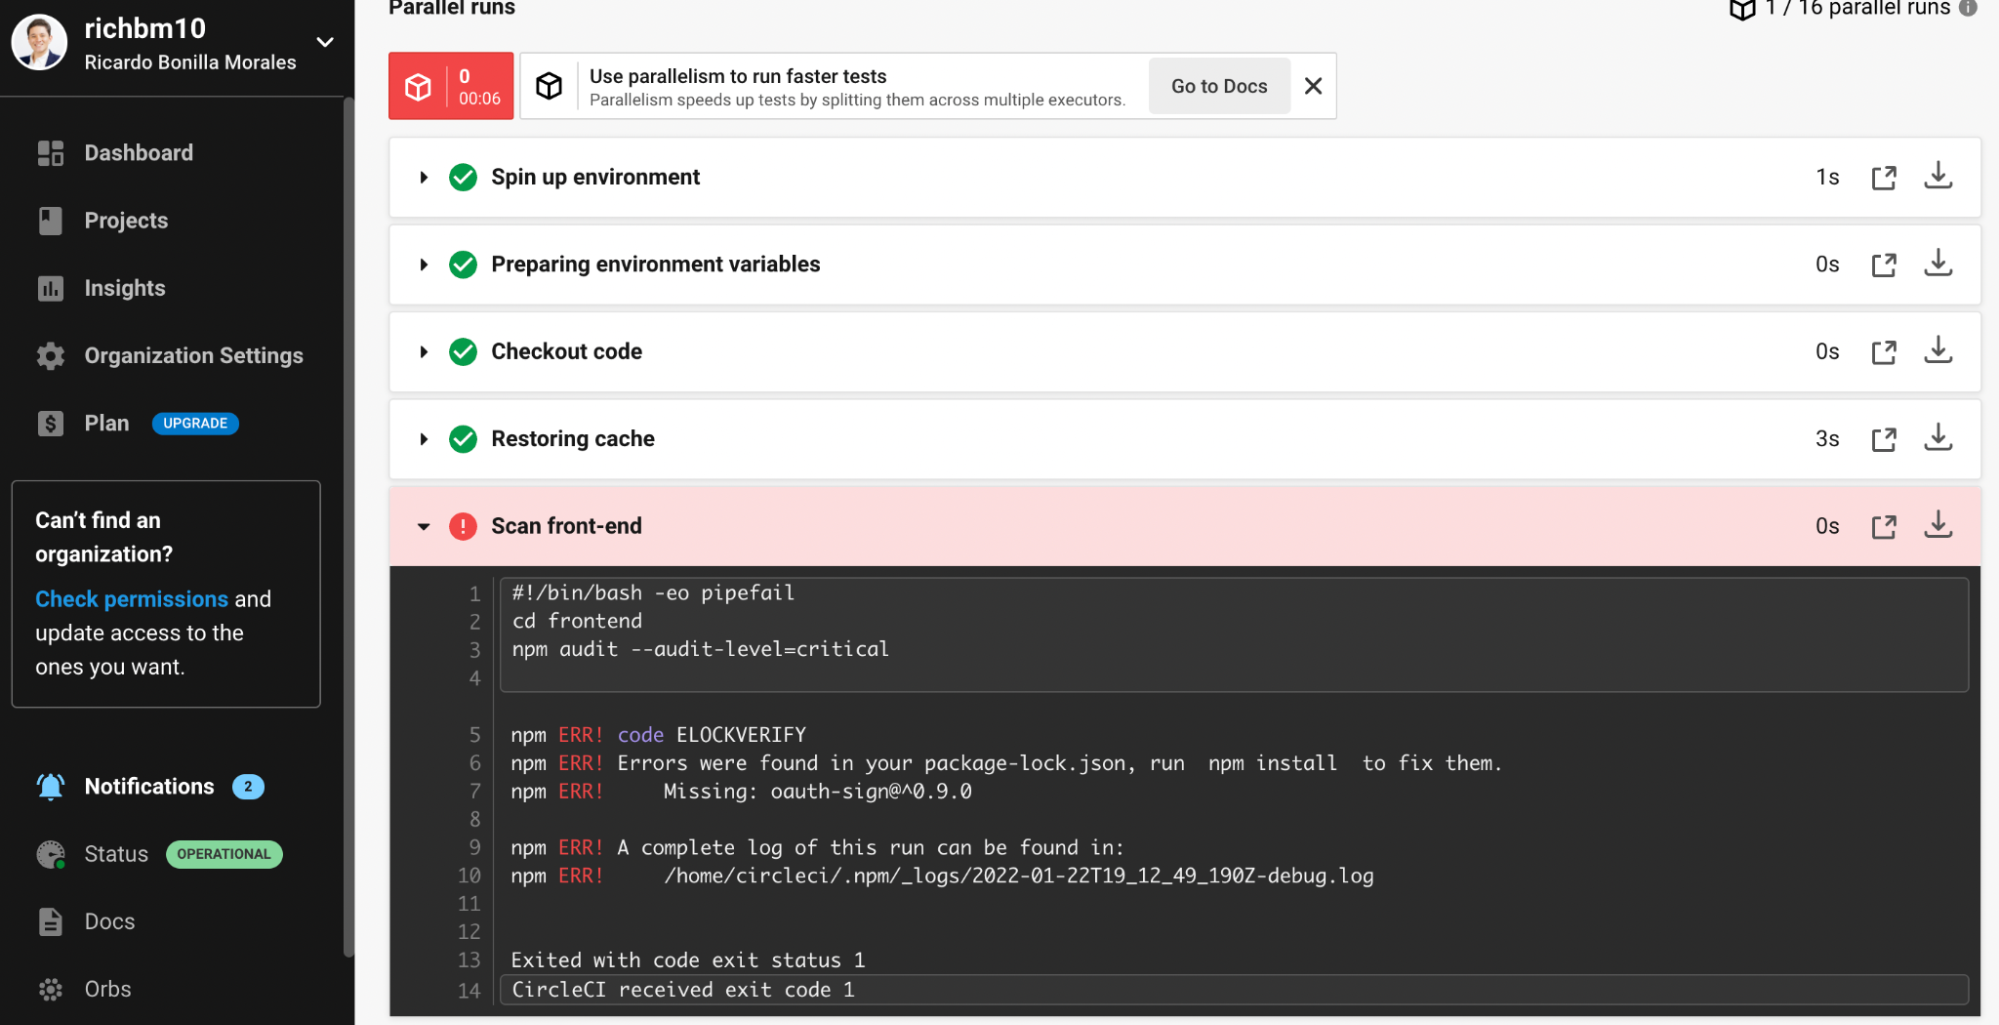 richbm10
Ricardo Bonilla Morales
Dashboard
Projects
Insights
Organization Settings
Plan UPGRADE
Can’t find an
organization?
Check permissions and
update access to the
ones you want.
Notifications 2
Status OPERATIONAL
Docs
Orbs
Parallel runs
1 / 16 parallel runs
0
00:06
Use parallelism to run faster tests
Parallelism speeds up tests by splitting them across multiple executors.
Go to Docs
Spin up environment 1s
Preparing environment variables 0s
Checkout code 0s
Restoring cache 3s
Scan front-end 0s
1 #!/bin/bash -eo pipefail
2 cd frontend
3 npm audit --audit-level=critical
4
5 npm ERR! code ELOCKVERIFY
6 npm ERR! Errors were found in your package-lock.json, run  npm install  to fix them.
7 npm ERR!     Missing: oauth-sign@^0.9.0
8
9 npm ERR! A complete log of this run can be found in:
10 npm ERR!     /home/circleci/.npm/_logs/2022-01-22T19_12_49_190Z-debug.log
11
12
13 Exited with code exit status 1
14 CircleCI received exit code 1